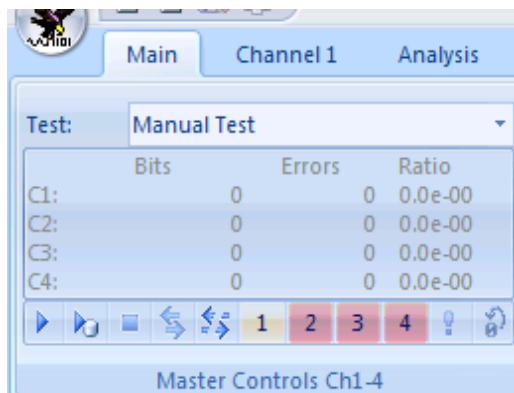 Main Channel 1 Analysis
Test: Manual Test
Bits Errors Ratio
C1: 0 0 0.0e-00
C2: 0 0 0.0e-00
C3: 0 0 0.0e-00
C4: 0 0 0.0e-00
1 2 3 4
Master Controls Ch1-4